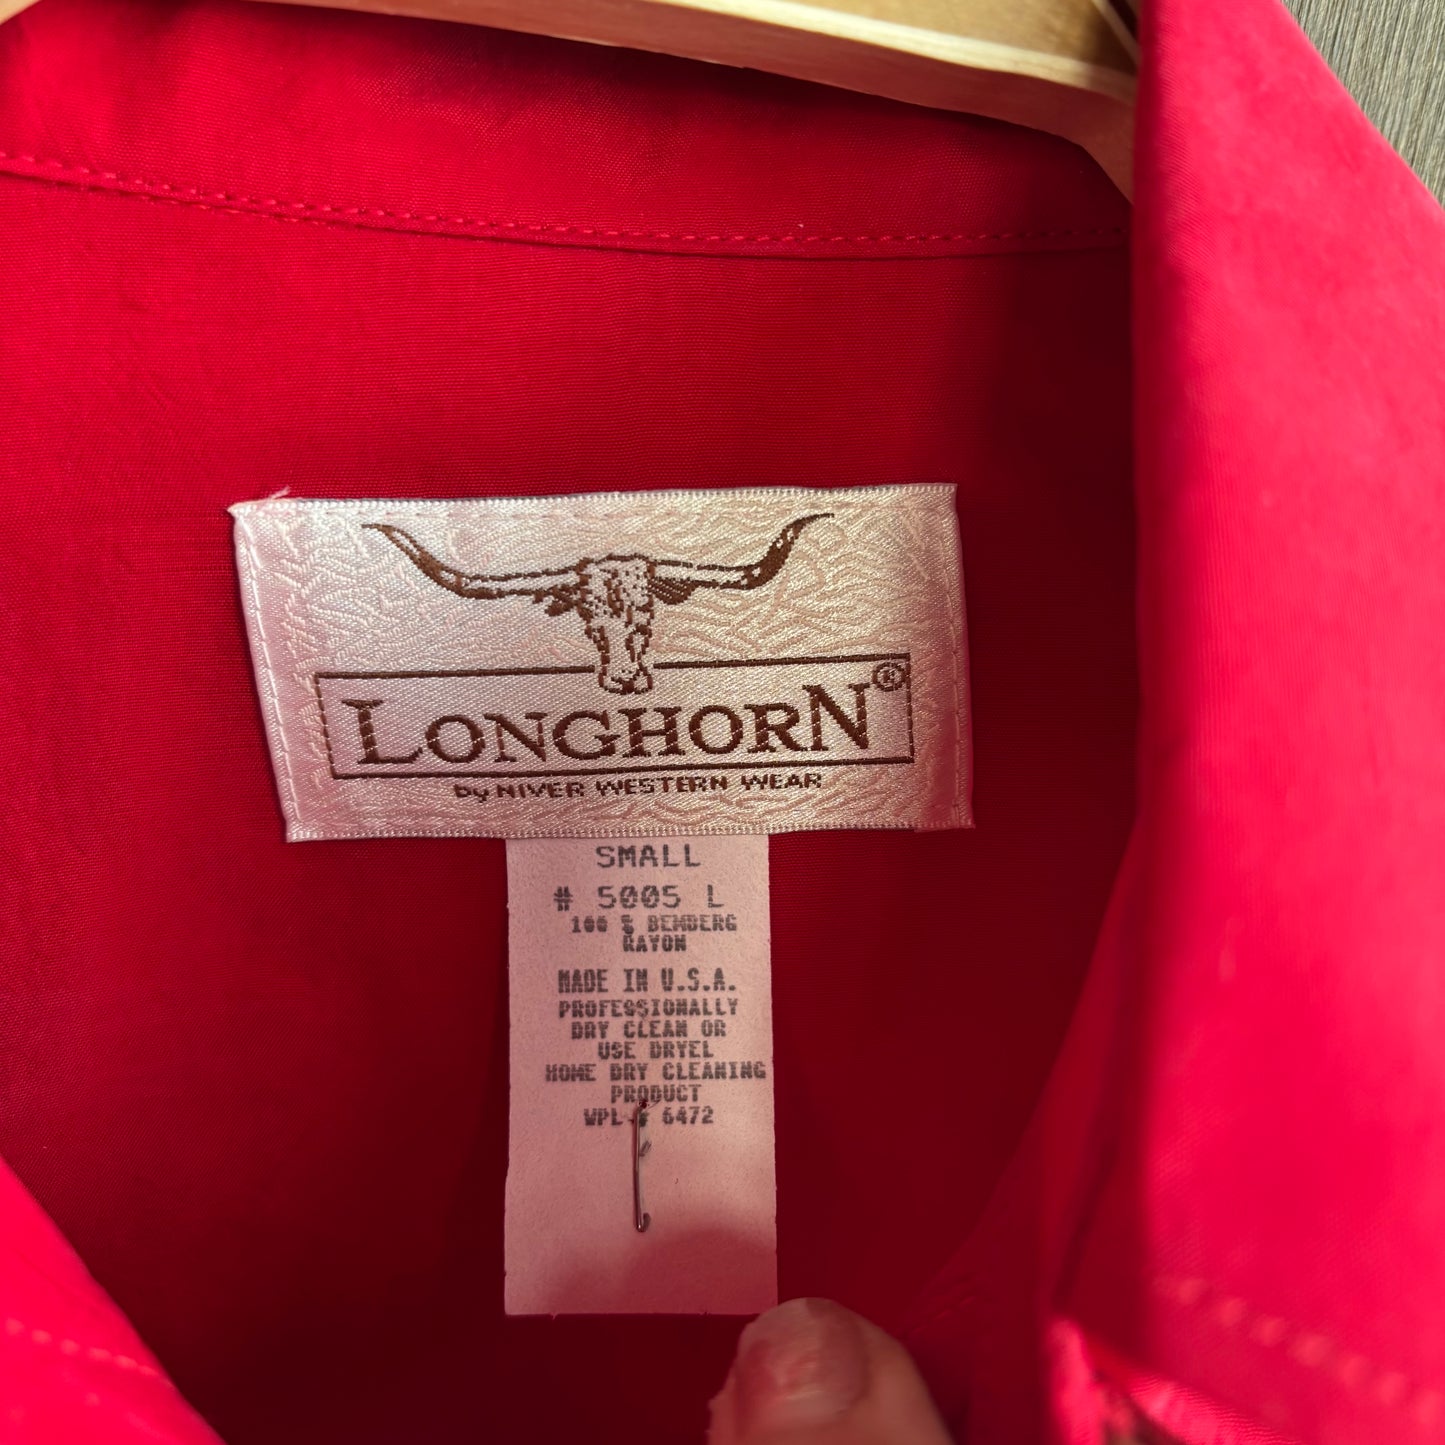 LONGHORN®
by NIVER WESTERN WEAR
SMALL
# 5005 L
100 % BEMBERG
RAYON
MADE IN U.S.A.
PROFESSIONALLY
DRY CLEAN OR
USE DRYEL
HOME DRY CLEANING
PRODUCT
WPL # 6472